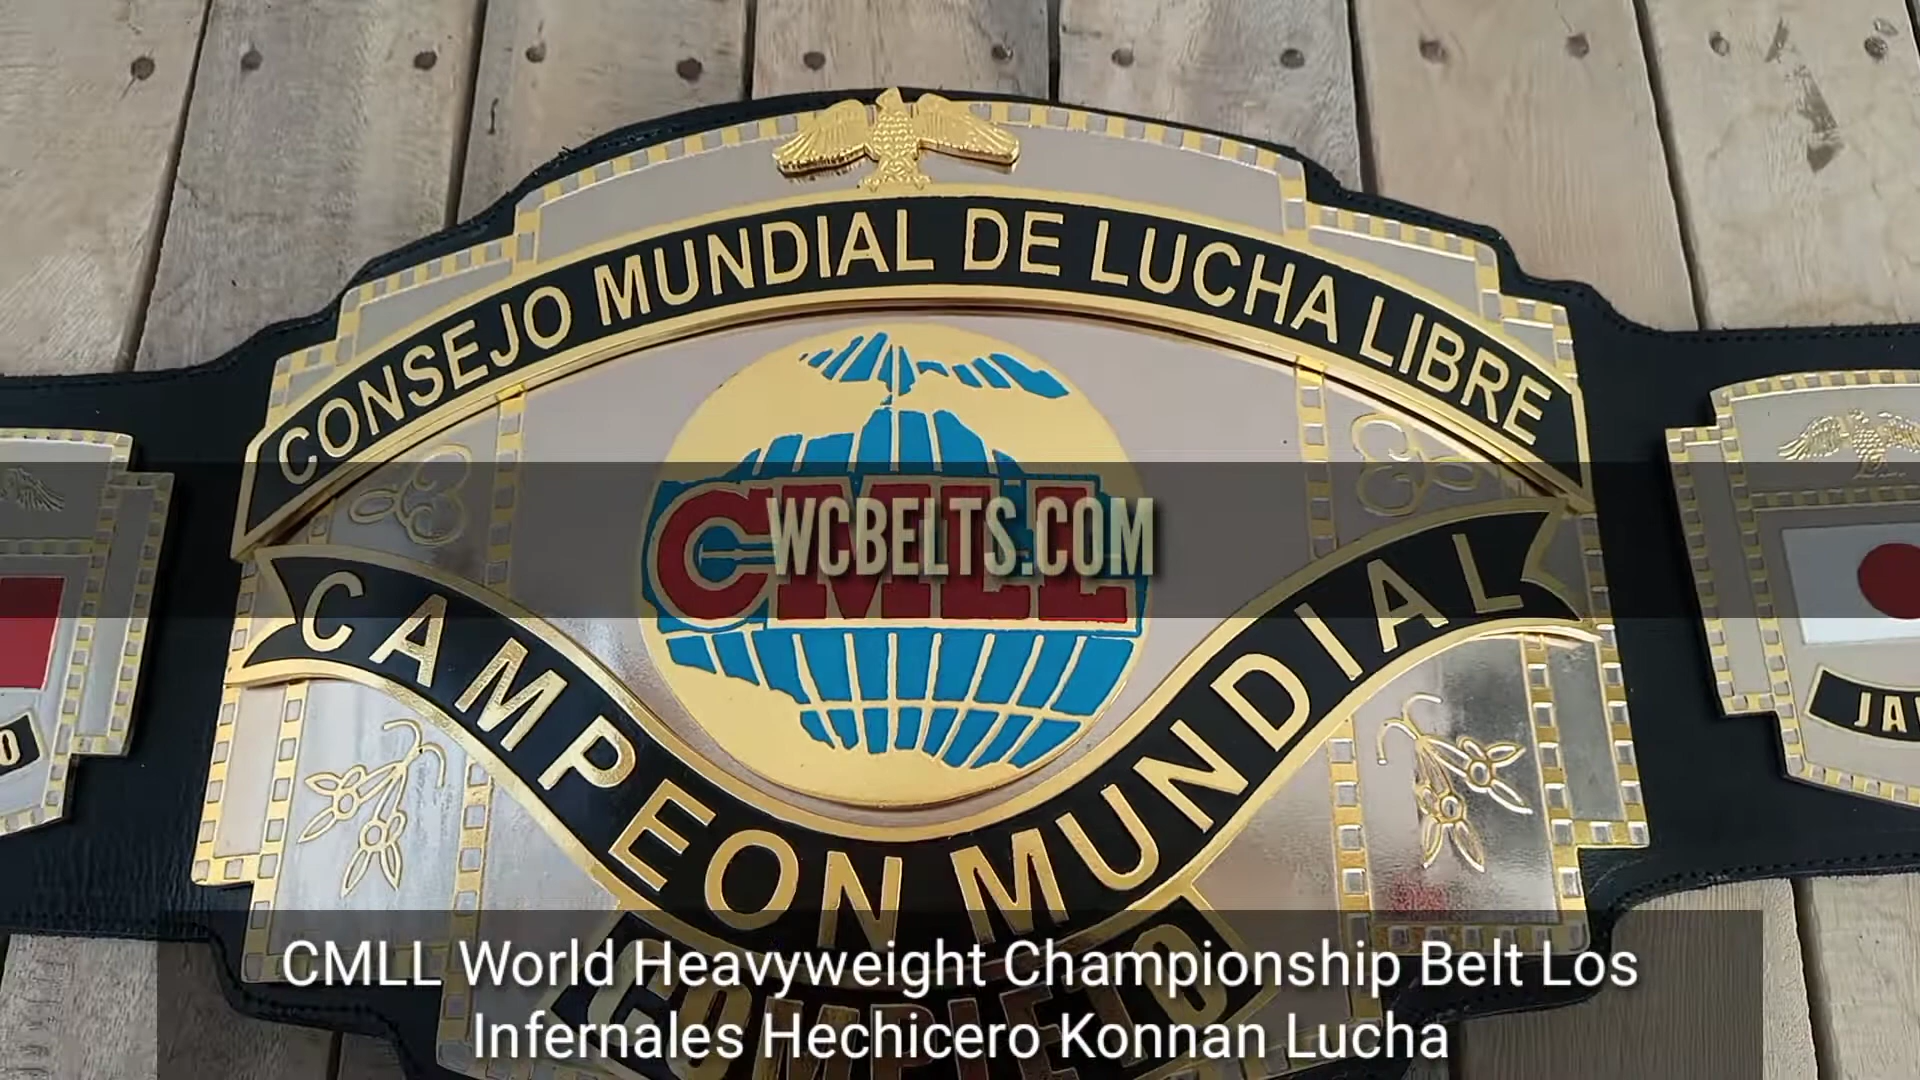 CONSEJO MUNDIAL DE LUCHA LIBRE
CMLL
WCBELTS.COM
CAMPEON MUNDIAL
COMPLETO
CMLL World Heavyweight Championship Belt Los
Infernales Hechicero Konnan Lucha